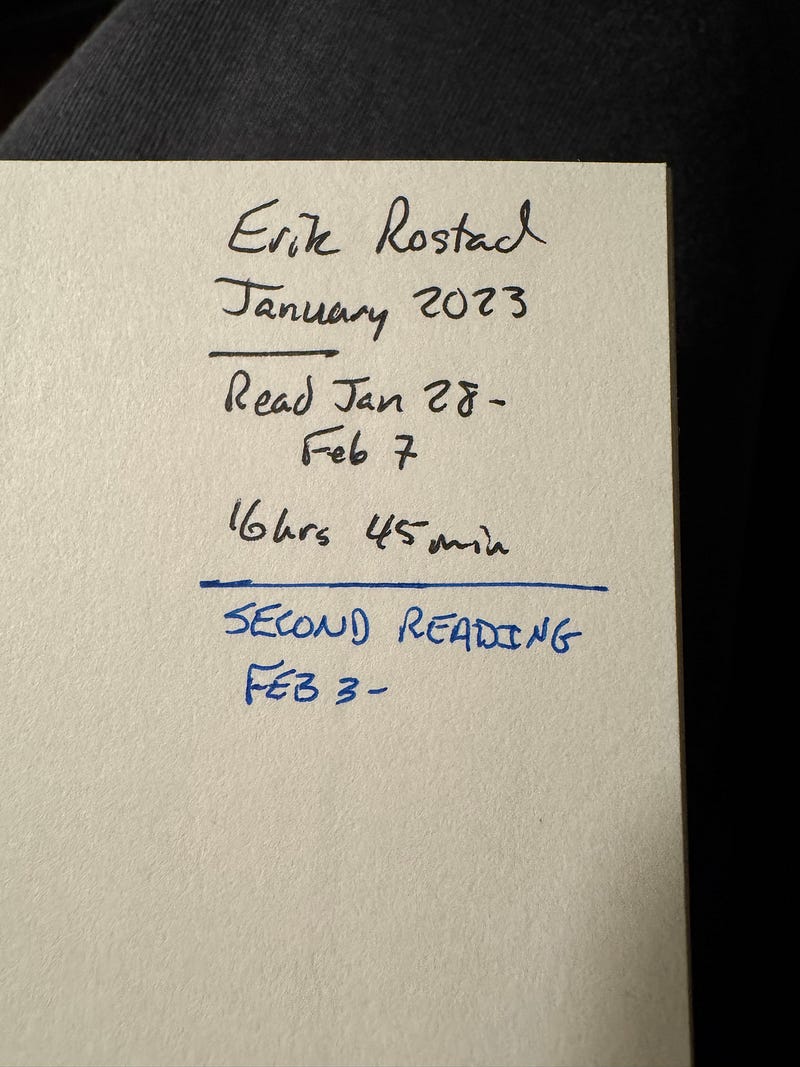 Erik Rostad
January 2023
Read Jan 28-
Feb 7
16hrs 45min
SECOND READING
FEB 3-